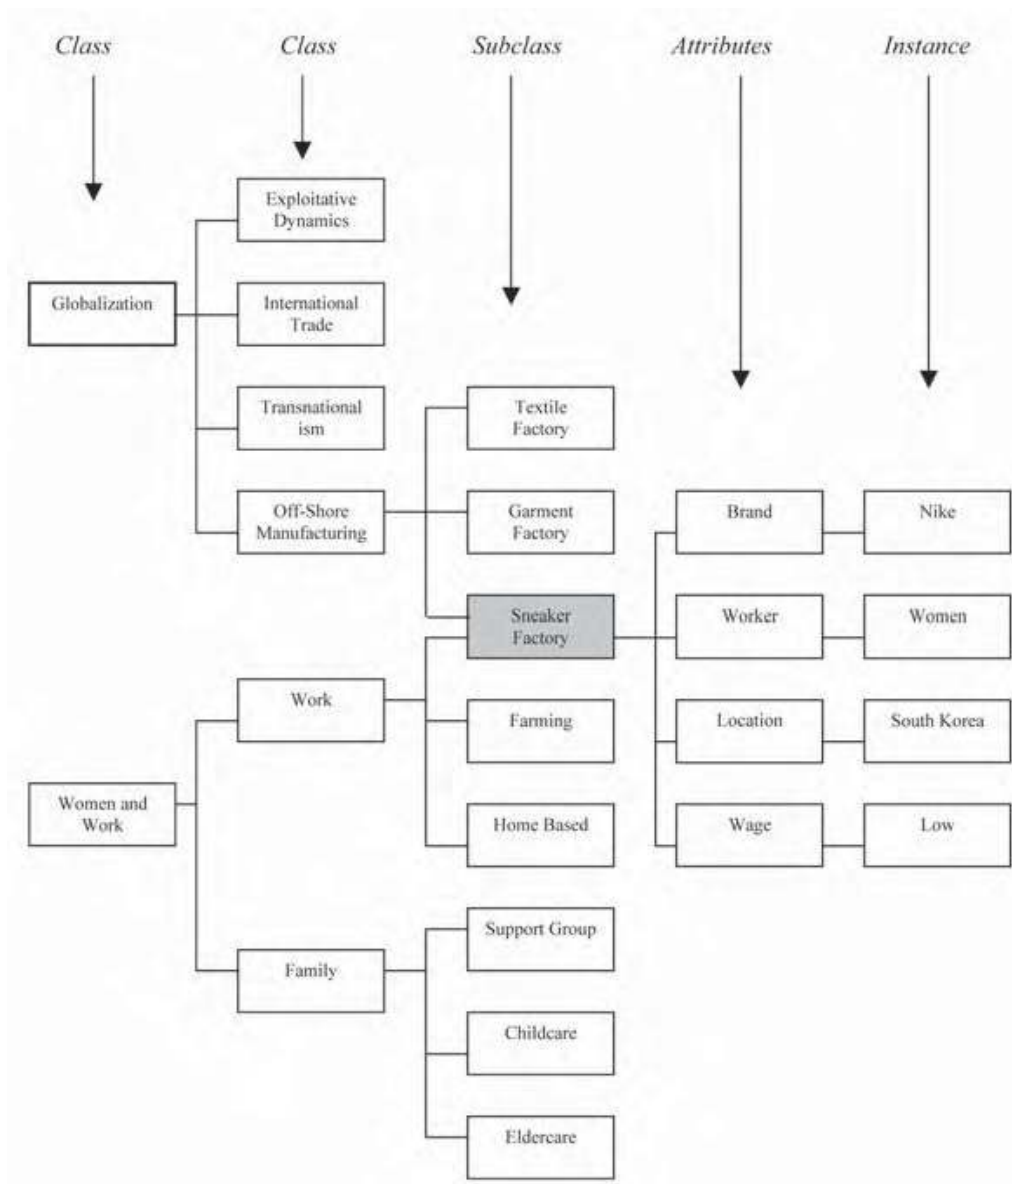 Class
Class
Subclass
Attributes
Instance
Exploitative
Dynamics
Globalization
International
Trade
Transnational
ism
Textile
Factory
Off-Shore
Manufacturing
Garment
Factory
Brand
Nike
Sneaker
Factory
Worker
Women
Work
Farming
Location
South Korea
Women and
Work
Home Based
Wage
Low
Support Group
Family
Childcare
Eldercare